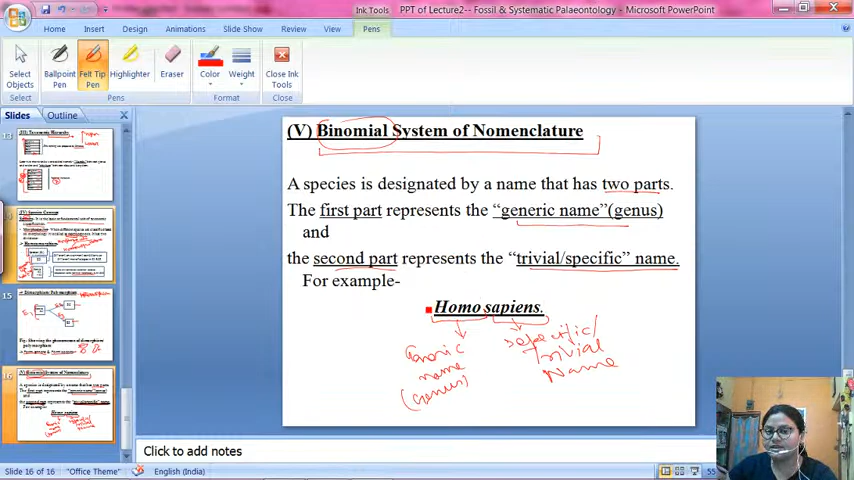 Ink Tools
PPT of Lecture2-- Fossil & Systematic Palaeontology - Microsoft PowerPoint
Home Insert Design Animations Slide Show Review View Pens
Select Objects
Ballpoint Pen
Felt Tip Pen
Highlighter
Eraser
Color
Weight
Close Ink Tools
Select
Pens
Format
Close
Slides
Outline
15
16
(V) Binomial System of Nomenclature
A species is designated by a name that has two parts.
The first part represents the “generic name”(genus)
and
the second part represents the “trivial/specific” name.
For example-
Homo sapiens.
Generic
name
(Genus)
Sepecific/
Trivial
Name
Click to add notes
Slide 16 of 16
"Office Theme"
English (India)
55